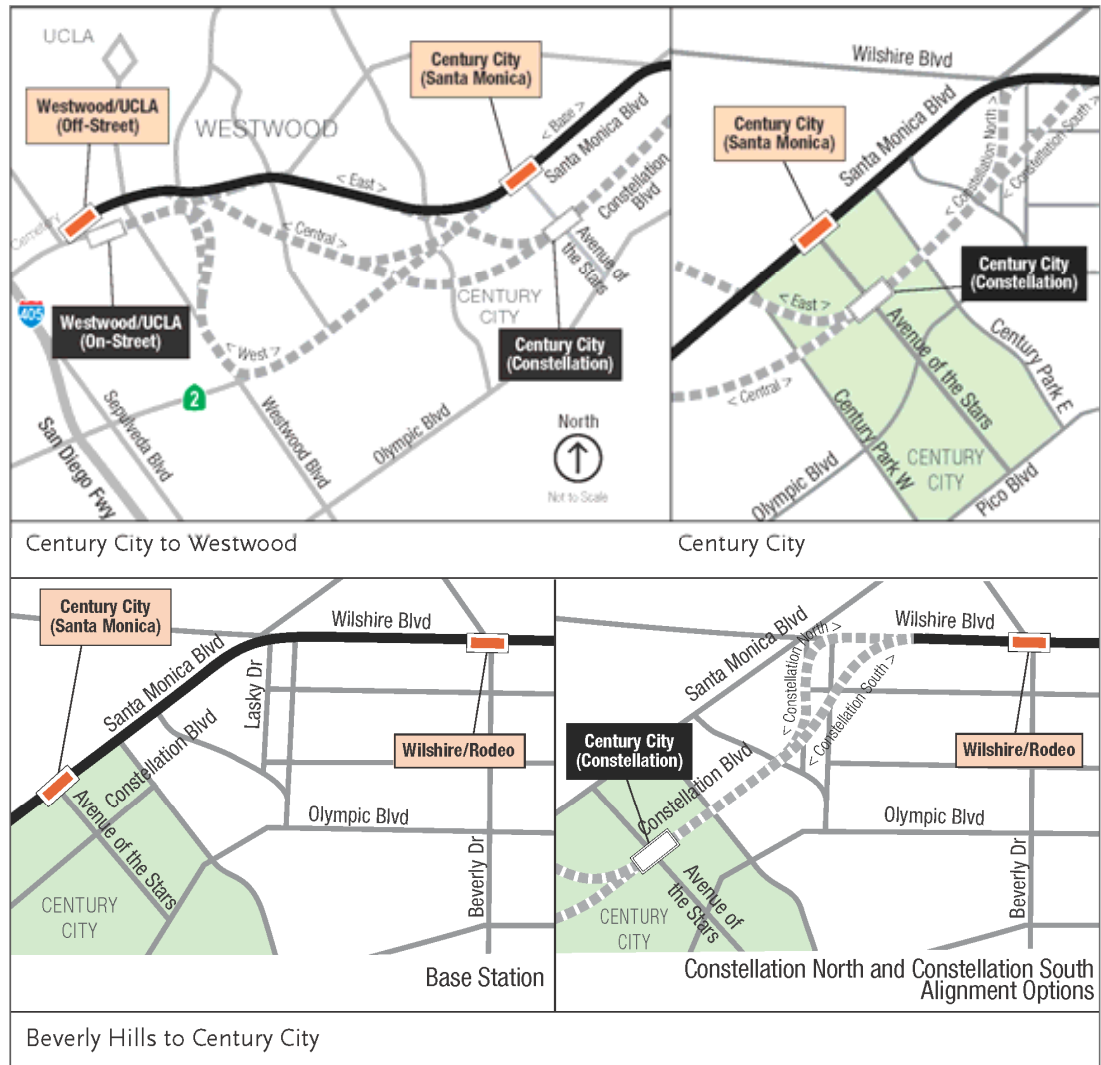 UCLA
Century City
(Santa Monica)
Westwood/UCLA
(Off-Street)
WESTWOOD
< Base >
Santa Monica Blvd
< East >
Constellation
Blvd
Cemetery
< Central >
Avenue of
the Stars
CENTURY
CITY
405
Westwood/UCLA
(On-Street)
< West >
Century City
(Constellation)
2
Sepulveda Blvd
Westwood Blvd
Olympic Blvd
San Diego Fwy
North
Not to Scale
Century City to Westwood
Wilshire Blvd
Century City
(Santa Monica)
Santa Monica Blvd
< Constellation North >
< Constellation South >
Century City
(Constellation)
< East >
Avenue of the Stars
Century Park E
< Central >
Century Park W
CENTURY
CITY
Olympic Blvd
Pico Blvd
Century City
Century City
(Santa Monica)
Wilshire Blvd
Santa Monica Blvd
Lasky Dr
Constellation Blvd
Wilshire/Rodeo
Avenue of the Stars
Olympic Blvd
Beverly Dr
CENTURY
CITY
Base Station
Santa Monica Blvd
Wilshire Blvd
< Constellation North >
< Constellation South >
Century City
(Constellation)
Constellation Blvd
Wilshire/Rodeo
Olympic Blvd
Avenue of
the Stars
Beverly Dr
CENTURY
CITY
Constellation North and Constellation South
Alignment Options
Beverly Hills to Century City